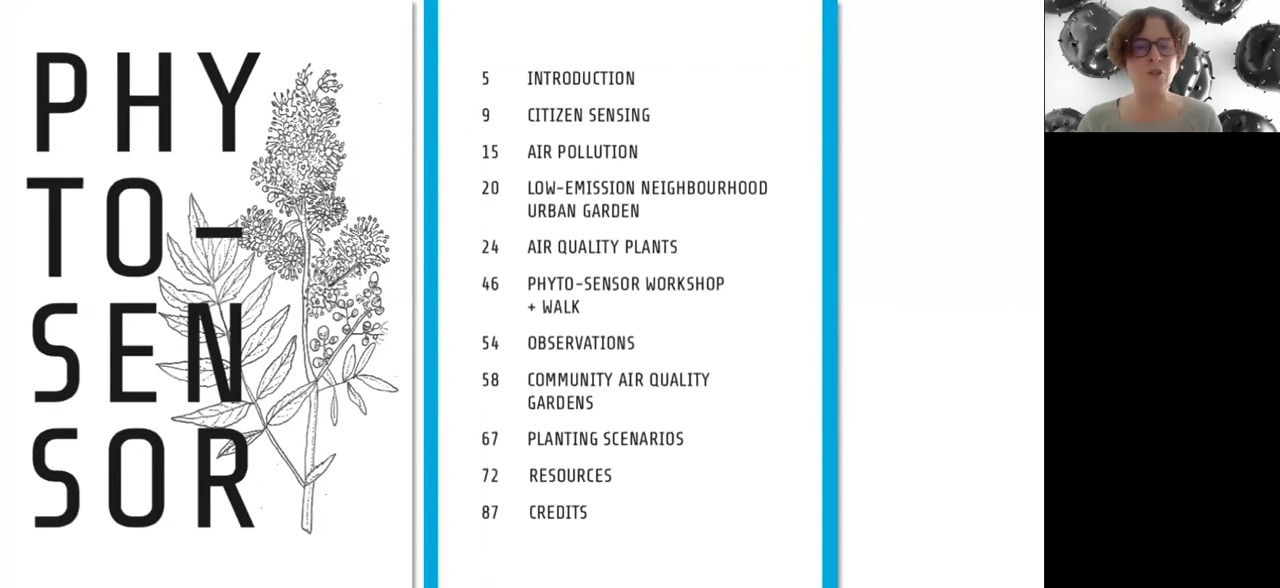 PHY
TO-
SEN
SOR
5 INTRODUCTION
9 CITIZEN SENSING
15 AIR POLLUTION
20 LOW-EMISSION NEIGHBOURHOOD
URBAN GARDEN
24 AIR QUALITY PLANTS
46 PHYTO-SENSOR WORKSHOP
+ WALK
54 OBSERVATIONS
58 COMMUNITY AIR QUALITY
GARDENS
67 PLANTING SCENARIOS
72 RESOURCES
87 CREDITS